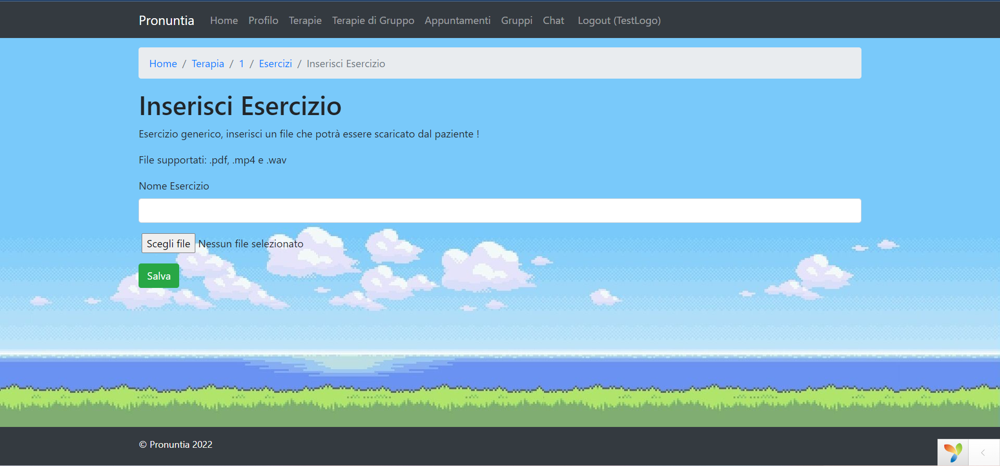 Pronuntia Home Profilo Terapie Terapie di Gruppo Appuntamenti Gruppi Chat Logout (TestLogo)
Home / Terapia / 1 / Esercizi / Inserisci Esercizio
Inserisci Esercizio
Esercizio generico, inserisci un file che potrà essere scaricato dal paziente !
File supportati: .pdf, .mp4 e .wav
Nome Esercizio
Scegli file Nessun file selezionato
Salva
© Pronuntia 2022